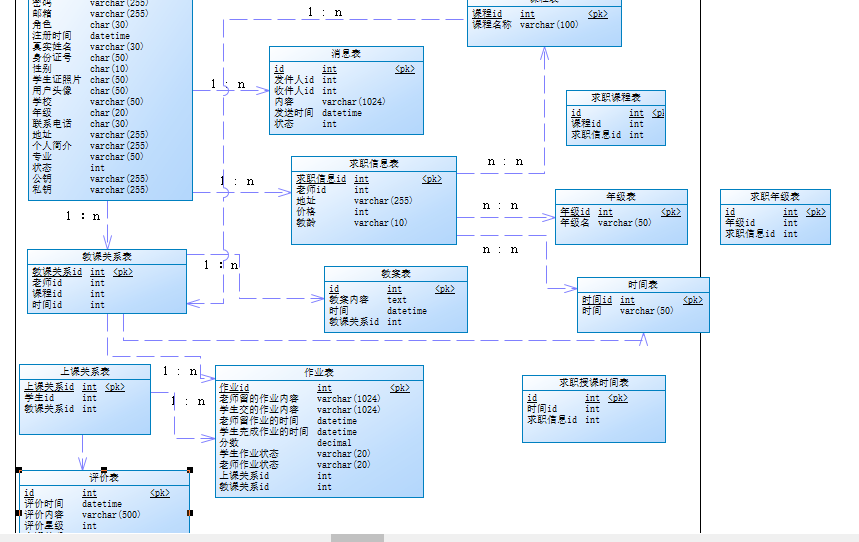 密码 varchar(255)
邮箱 varchar(255)
角色 char(30)
注册时间 datetime
真实姓名 varchar(30)
身份证号 char(50)
性别 char(10)
学生证照片 char(50)
用户头像 char(50)
学校 varchar(50)
年级 char(20)
联系电话 char(30)
地址 varchar(255)
个人简介 varchar(255)
专业 varchar(50)
状态 int
公钥 varchar(255)
私钥 varchar(255)
1 : n
课程表
课程id int <pk>
课程名称 varchar(100)
1 : n
消息表
id int <pk>
发件人id int
收件人id int
内容 varchar(1024)
发送时间 datetime
状态 int
求职课程表
id int <pk
课程id int
求职信息id int
1 : n
求职信息表
求职信息id int <pk>
老师id int
地址 varchar(255)
价格 int
教龄 varchar(10)
n : n
n : n
n : n
年级表
年级id int <pk>
年级名 varchar(50)
求职年级表
id int <pk>
年级id int
求职信息id int
1 : n
教课关系表
教课关系id int <pk>
老师id int
课程id int
时间id int
1 : n
教案表
id int <pk>
教案内容 text
时间 datetime
教课关系id int
时间表
时间id int <pk>
时间 varchar(50)
上课关系表
上课关系id int <pk>
学生id int
教课关系id int
1 : n
1 : n
作业表
作业id int <pk>
老师留的作业内容 varchar(1024)
学生交的作业内容 varchar(1024)
老师留作业的时间 datetime
学生完成作业的时间 datetime
分数 decimal
学生作业状态 varchar(20)
老师作业状态 varchar(20)
上课关系id int
教课关系id int
求职授课时间表
id int <pk>
时间id int
求职信息id int
评价表
id int <pk>
评价时间 datetime
评价内容 varchar(500)
评价星级 int